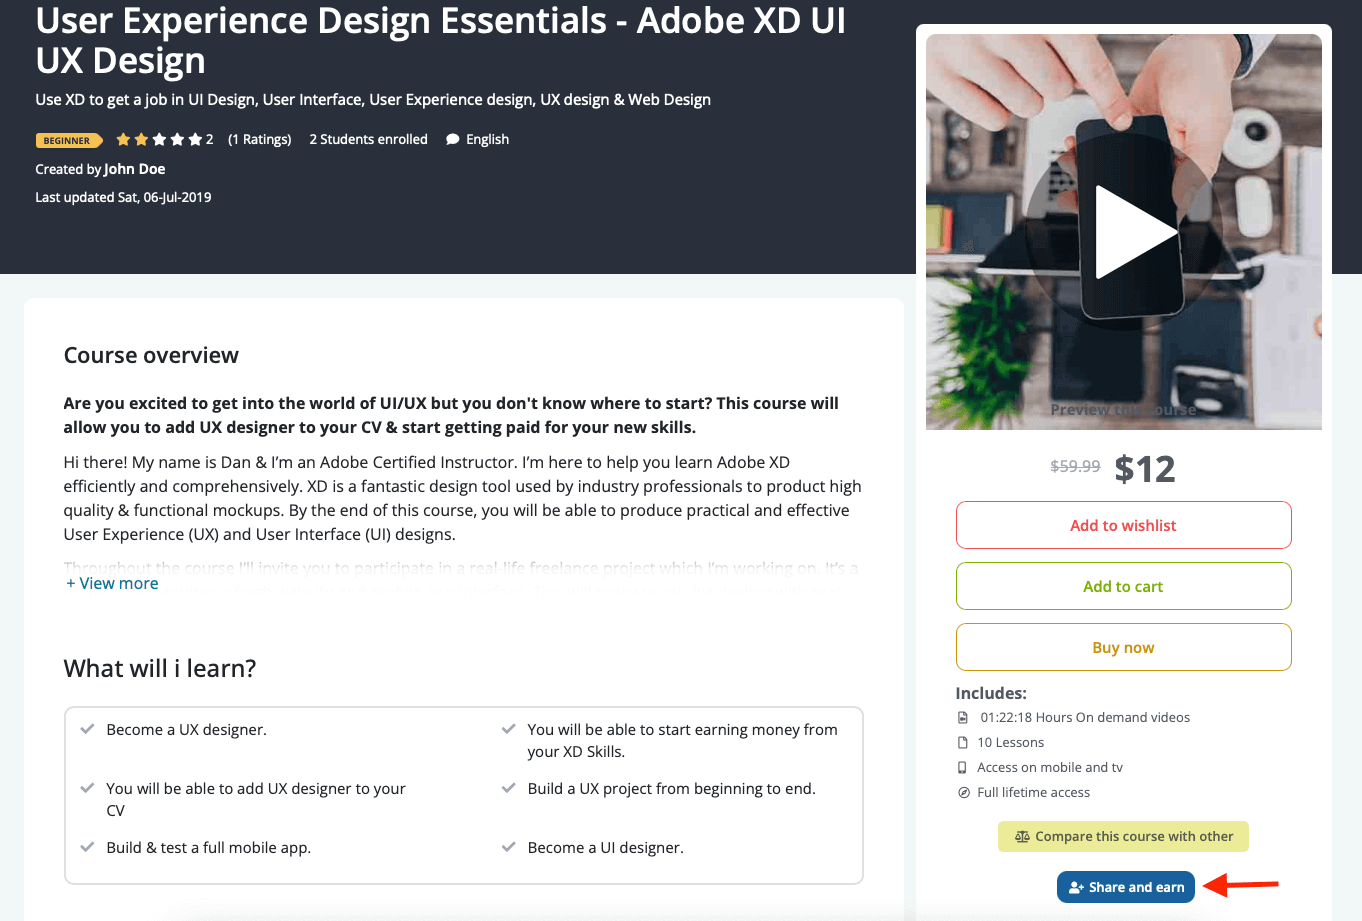 User Experience Design Essentials - Adobe XD UI
UX Design
Use XD to get a job in UI Design, User Interface, User Experience design, UX design & Web Design
BEGINNER 2 (1 Ratings) 2 Students enrolled English
Created by John Doe
Last updated Sat, 06-Jul-2019
Course overview
Are you excited to get into the world of UI/UX but you don't know where to start? This course will
allow you to add UX designer to your CV & start getting paid for your new skills.
Hi there! My name is Dan & I'm an Adobe Certified Instructor. I'm here to help you learn Adobe XD
efficiently and comprehensively. XD is a fantastic design tool used by industry professionals to product high
quality & functional mockups. By the end of this course, you will be able to produce practical and effective
User Experience (UX) and User Interface (UI) designs.
Throughout the course I'll invite you to participate in a real-life freelance project which I'm working on. It's a
+ View more
What will i learn?
Become a UX designer.
You will be able to start earning money from
your XD Skills.
You will be able to add UX designer to your
CV
Build a UX project from beginning to end.
Build & test a full mobile app.
Become a UI designer.
Preview this course
$59.99 $12
Add to wishlist
Add to cart
Buy now
Includes:
01:22:18 Hours On demand videos
10 Lessons
Access on mobile and tv
Full lifetime access
Compare this course with other
Share and earn